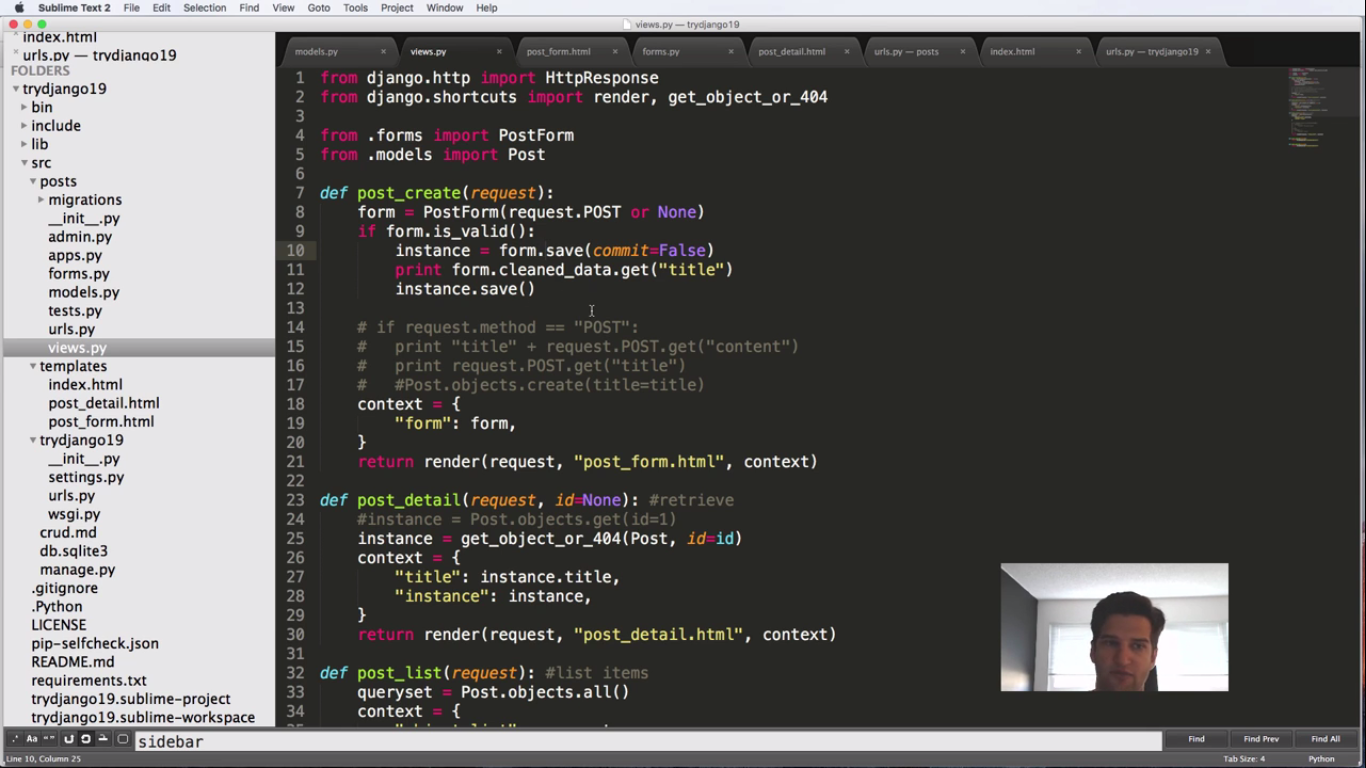 Sublime Text 2 File Edit Selection Find View Goto Tools Project Window Help
views.py — trydjango19
index.html
urls.py — trydjango19
FOLDERS
trydjango19
bin
include
lib
src
posts
migrations
__init__.py
admin.py
apps.py
forms.py
models.py
tests.py
urls.py
views.py
templates
index.html
post_detail.html
post_form.html
trydjango19
__init__.py
settings.py
urls.py
wsgi.py
crud.md
db.sqlite3
manage.py
.gitignore
.Python
LICENSE
pip-selfcheck.json
README.md
requirements.txt
trydjango19.sublime-project
trydjango19.sublime-workspace
models.py × views.py × post_form.html × forms.py × post_detail.html × urls.py — posts × index.html × urls.py — trydjango19 ×
1 from django.http import HttpResponse
2 from django.shortcuts import render, get_object_or_404
3
4 from .forms import PostForm
5 from .models import Post
6
7 def post_create(request):
8 form = PostForm(request.POST or None)
9 if form.is_valid():
10 instance = form.save(commit=False)
11 print form.cleaned_data.get("title")
12 instance.save()
13
14 # if request.method == "POST":
15 # print "title" + request.POST.get("content")
16 # print request.POST.get("title")
17 # #Post.objects.create(title=title)
18 context = {
19 "form": form,
20 }
21 return render(request, "post_form.html", context)
22
23 def post_detail(request, id=None): #retrieve
24 #instance = Post.objects.get(id=1)
25 instance = get_object_or_404(Post, id=id)
26 context = {
27 "title": instance.title,
28 "instance": instance,
29 }
30 return render(request, "post_detail.html", context)
31
32 def post_list(request): #list items
33 queryset = Post.objects.all()
34 context = {
.* Aa “” sidebar Find Find Prev Find All
Line 10, Column 25 Tab Size: 4 Python